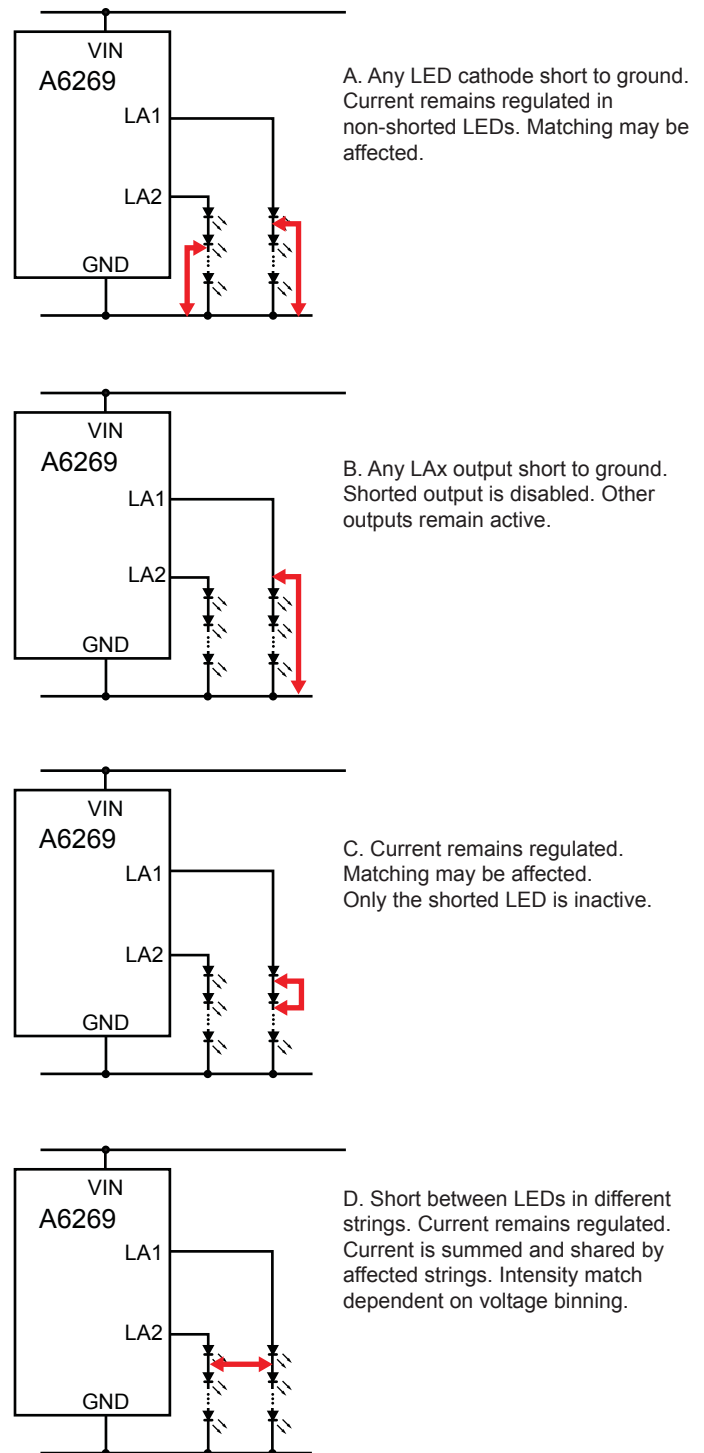 VIN
A6269
LA1
LA2
GND
A. Any LED cathode short to ground.
Current remains regulated in
non-shorted LEDs. Matching may be
affected.
VIN
A6269
LA1
LA2
GND
B. Any LAx output short to ground.
Shorted output is disabled. Other
outputs remain active.
VIN
A6269
LA1
LA2
GND
C. Current remains regulated.
Matching may be affected.
Only the shorted LED is inactive.
VIN
A6269
LA1
LA2
GND
D. Short between LEDs in different
strings. Current remains regulated.
Current is summed and shared by
affected strings. Intensity match
dependent on voltage binning.